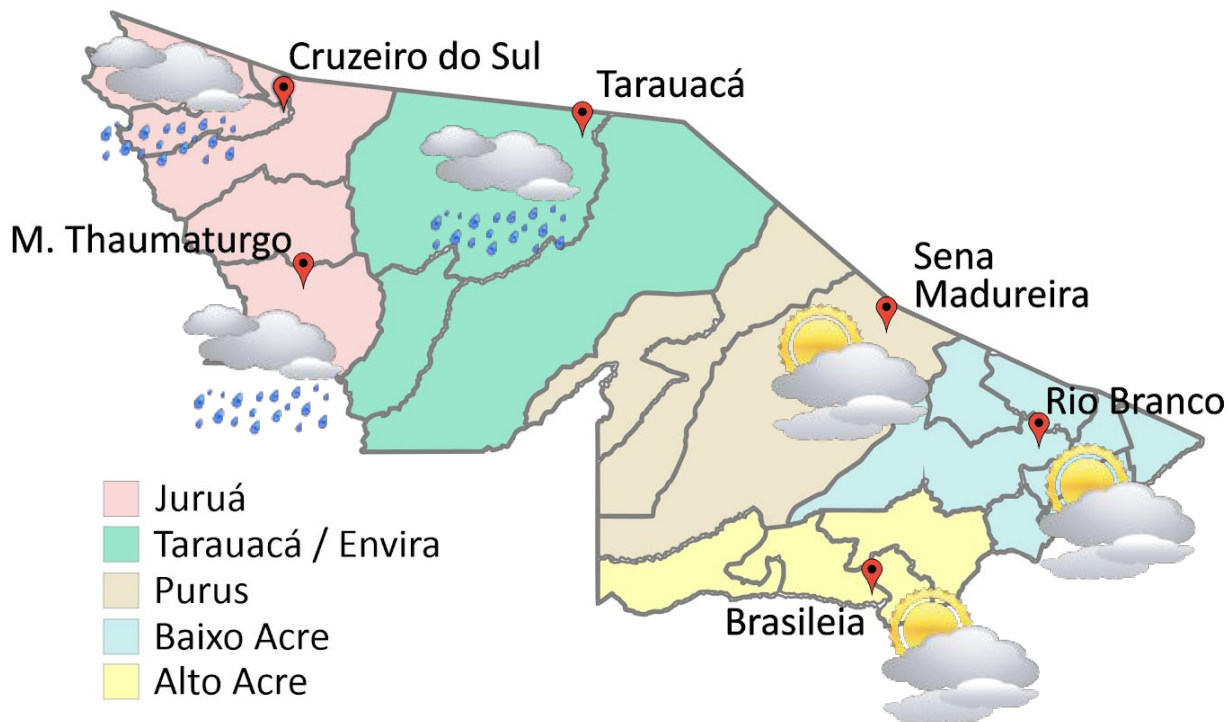 Cruzeiro do Sul
Tarauacá
M. Thaumaturgo
Sena
Madureira
Rio Branco
Brasileia
Juruá
Tarauacá / Envira
Purus
Baixo Acre
Alto Acre